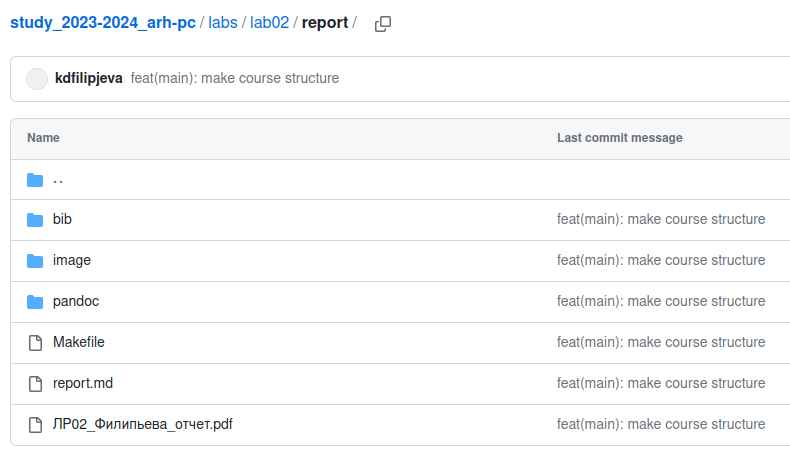 study_2023-2024_arh-pc / labs / lab02 / report /
kdfilipjeva feat(main): make course structure
Name Last commit message
..
bib feat(main): make course structure
image feat(main): make course structure
pandoc feat(main): make course structure
Makefile feat(main): make course structure
report.md feat(main): make course structure
ЛР02_Филипьева_отчет.pdf feat(main): make course structure